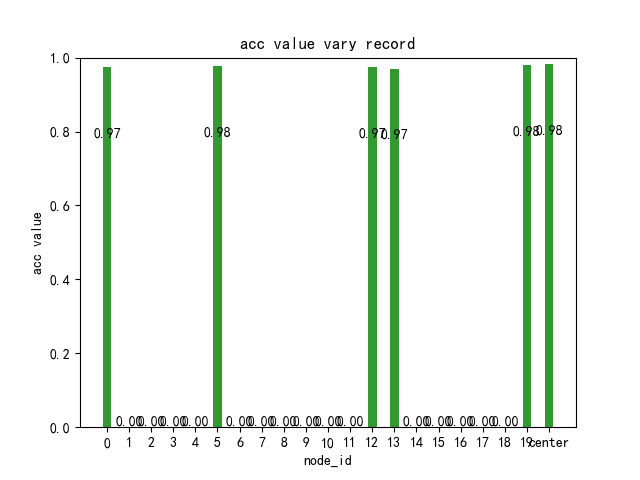 acc value vary record
acc value
1.0
0.8
0.6
0.4
0.2
0.0
0.97 0.98 0.97 0.97 0.98 0.98
0.00 0.00 0.00 0.00 0.00 0.00 0.00 0.00 0.00 0.00 0.00 0.00 0.00 0.00 0.00
0 1 2 3 4 5 6 7 8 9 10 11 12 13 14 15 16 17 18 19 center
node_id